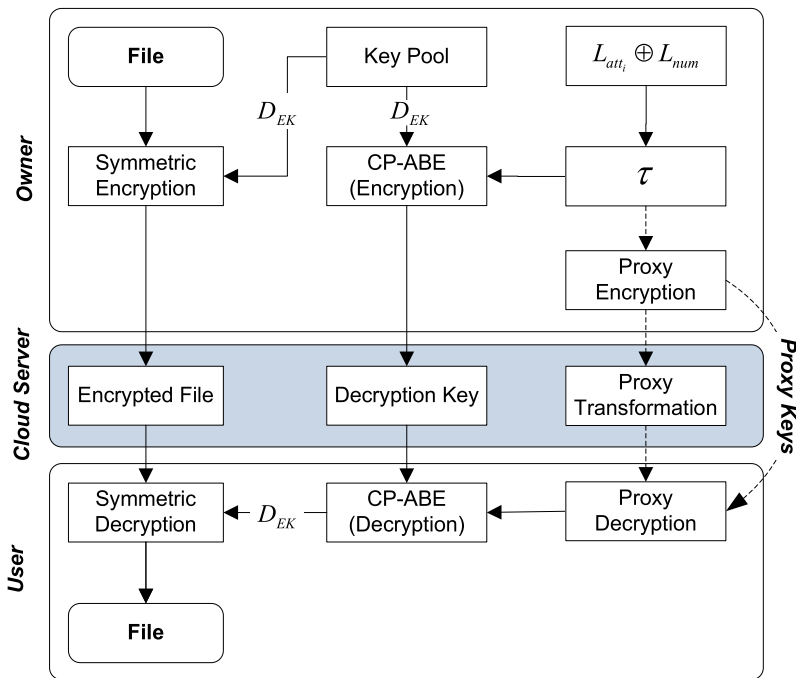 File
Key Pool
L_{att_i} ⊕ L_{num}
D_{EK}
D_{EK}
Owner
Symmetric
Encryption
CP-ABE
(Encryption)
τ
Proxy
Encryption
Cloud Server
Encrypted File
Decryption Key
Proxy
Transformation
Proxy Keys
User
Symmetric
Decryption
D_{EK}
CP-ABE
(Decryption)
Proxy
Decryption
File